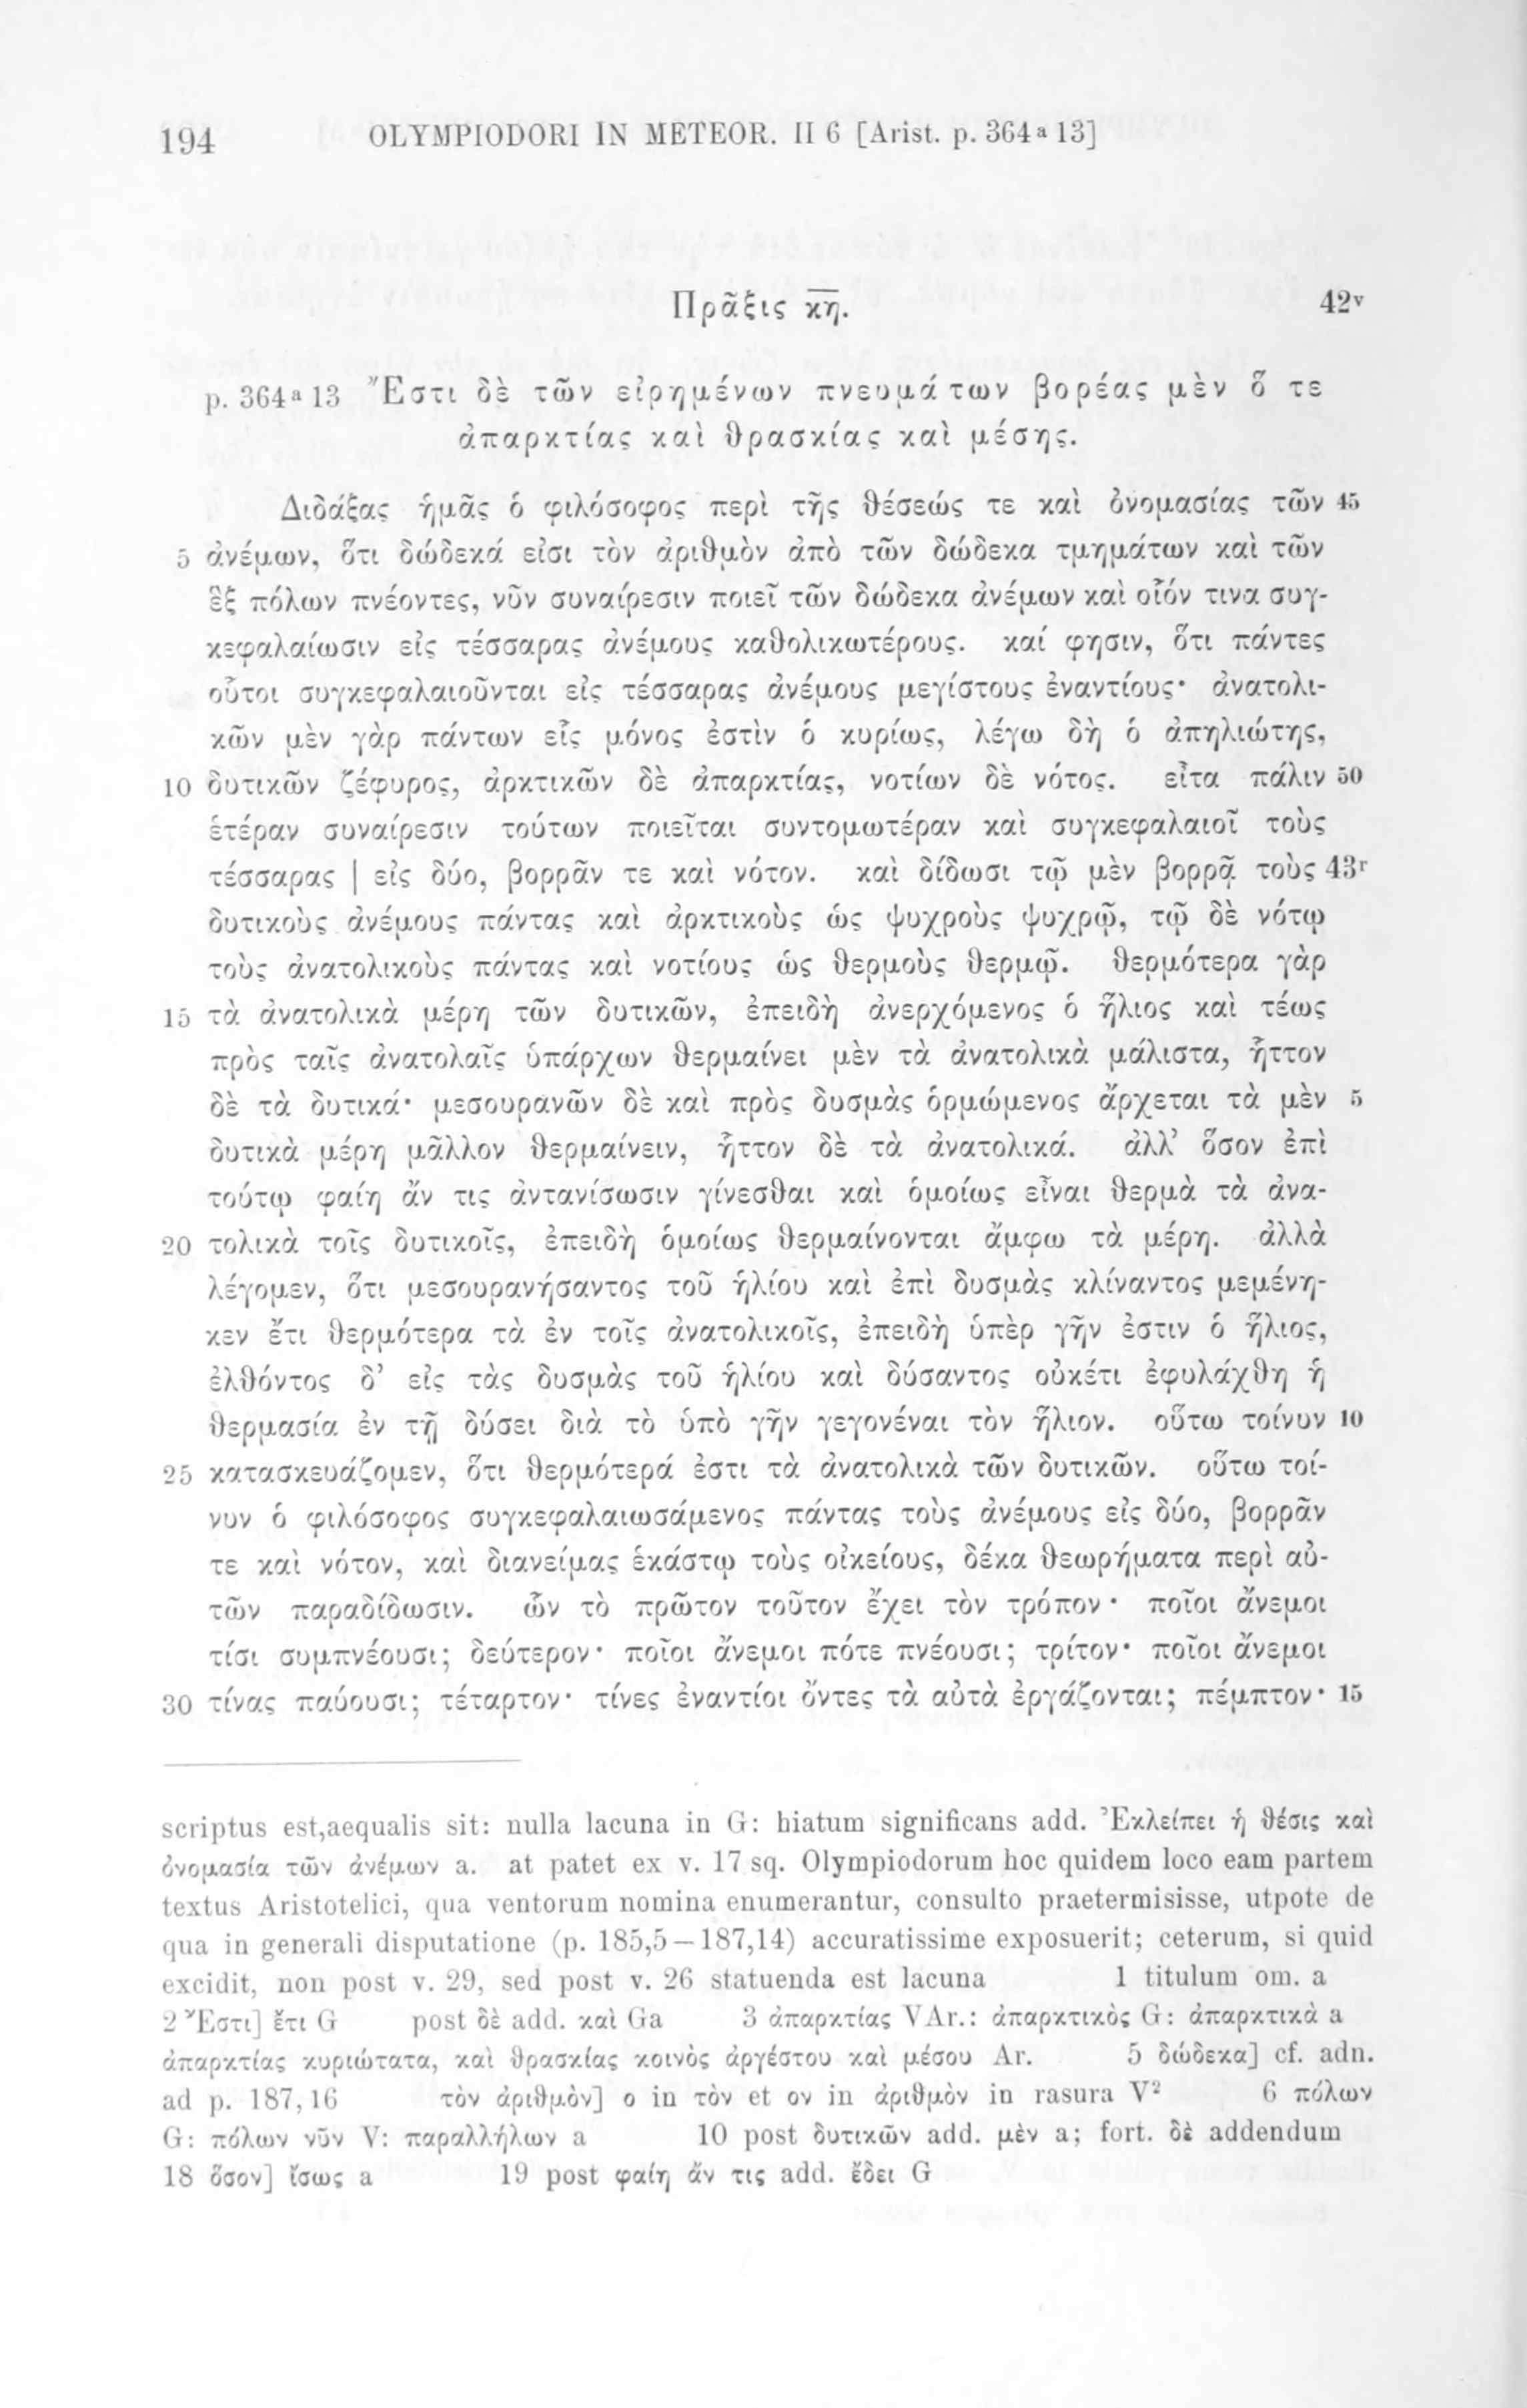 194 OLYMPIODORI IN METEOR. II 6 [Arist. p. 364ᵃ 13]
Πρᾶξις κ̅η̅. 42ᵛ
p. 364ᵃ 13 Ἔστι δὲ τῶν εἰρημένων πνευμάτων βορέας μὲν ὅ τε
ἀπαρκτίας καὶ θρασκίας καὶ μέσης.
Διδάξας ἡμᾶς ὁ φιλόσοφος περὶ τῆς θέσεώς τε καὶ ὀνομασίας τῶν 45
5 ἀνέμων, ὅτι δώδεκά εἰσι τὸν ἀριθμὸν ἀπὸ τῶν δώδεκα τμημάτων καὶ τῶν
ἓξ πόλων πνέοντες, νῦν συναίρεσιν ποιεῖ τῶν δώδεκα ἀνέμων καὶ οἷόν τινα συγ-
κεφαλαίωσιν εἰς τέσσαρας ἀνέμους καθολικωτέρους. καί φησιν, ὅτι πάντες
οὗτοι συγκεφαλαιοῦνται εἰς τέσσαρας ἀνέμους μεγίστους ἐναντίους· ἀνατολι-
κῶν μὲν γὰρ πάντων εἷς μόνος ἐστὶν ὁ κυρίως, λέγω δὴ ὁ ἀπηλιώτης,
10 δυτικῶν ζέφυρος, ἀρκτικῶν δὲ ἀπαρκτίας, νοτίων δὲ νότος. εἶτα πάλιν 50
ἑτέραν συναίρεσιν τούτων ποιεῖται συντομωτέραν καὶ συγκεφαλαιοῖ τοὺς
τέσσαρας | εἰς δύο, βορρᾶν τε καὶ νότον. καὶ δίδωσι τῷ μὲν βορρᾷ τοὺς 43ʳ
δυτικοὺς ἀνέμους πάντας καὶ ἀρκτικοὺς ὡς ψυχροὺς ψυχρῷ, τῷ δὲ νότῳ
τοὺς ἀνατολικοὺς πάντας καὶ νοτίους ὡς θερμοὺς θερμῷ. θερμότερα γὰρ
15 τὰ ἀνατολικὰ μέρη τῶν δυτικῶν, ἐπειδὴ ἀνερχόμενος ὁ ἥλιος καὶ τέως
πρὸς ταῖς ἀνατολαῖς ὑπάρχων θερμαίνει μὲν τὰ ἀνατολικὰ μάλιστα, ἧττον
δὲ τὰ δυτικά· μεσουρανῶν δὲ καὶ πρὸς δυσμὰς ὁρμώμενος ἄρχεται τὰ μὲν 5
δυτικὰ μέρη μᾶλλον θερμαίνειν, ἧττον δὲ τὰ ἀνατολικά. ἀλλ’ ὅσον ἐπὶ
τούτῳ φαίη ἄν τις ἀντανίσωσιν γίνεσθαι καὶ ὁμοίως εἶναι θερμὰ τὰ ἀνα-
20 τολικὰ τοῖς δυτικοῖς, ἐπειδὴ ὁμοίως θερμαίνονται ἄμφω τὰ μέρη. ἀλλὰ
λέγομεν, ὅτι μεσουρανήσαντος τοῦ ἡλίου καὶ ἐπὶ δυσμὰς κλίναντος μεμένη-
κεν ἔτι θερμότερα τὰ ἐν τοῖς ἀνατολικοῖς, ἐπειδὴ ὑπὲρ γῆν ἐστιν ὁ ἥλιος,
ἐλθόντος δ’ εἰς τὰς δυσμὰς τοῦ ἡλίου καὶ δύσαντος οὐκέτι ἐφυλάχθη ἡ
θερμασία ἐν τῇ δύσει διὰ τὸ ὑπὸ γῆν γεγονέναι τὸν ἥλιον. οὕτω τοίνυν 10
25 κατασκευάζομεν, ὅτι θερμότερά ἐστι τὰ ἀνατολικὰ τῶν δυτικῶν. οὕτω τοί-
νυν ὁ φιλόσοφος συγκεφαλαιωσάμενος πάντας τοὺς ἀνέμους εἰς δύο, βορρᾶν
τε καὶ νότον, καὶ διανείμας ἑκάστῳ τοὺς οἰκείους, δέκα θεωρήματα περὶ αὐ-
τῶν παραδίδωσιν. ὧν τὸ πρῶτον τοῦτον ἔχει τὸν τρόπον· ποῖοι ἄνεμοι
τίσι συμπνέουσι; δεύτερον· ποῖοι ἄνεμοι πότε πνέουσι; τρίτον· ποῖοι ἄνεμοι
30 τίνας παύουσι; τέταρτον· τίνες ἐναντίοι ὄντες τὰ αὐτὰ ἐργάζονται; πέμπτον· 15
scriptus est,aequalis sit: nulla lacuna in G: hiatum significans add. Ἐκλείπει ἡ θέσις καὶ
ὀνομασία τῶν ἀνέμων a. at patet ex v. 17 sq. Olympiodorum hoc quidem loco eam partem
textus Aristotelici, qua ventorum nomina enumerantur, consulto praetermisisse, utpote de
qua in generali disputatione (p. 185,5—187,14) accuratissime exposuerit; ceterum, si quid
excidit, non post v. 29, sed post v. 26 statuenda est lacuna 1 titulum om. a
2 Ἔστι] ἔτι G post δὲ add. καὶ Ga 3 ἀπαρκτίας VAr.: ἀπαρκτικὸς G: ἀπαρκτικὰ a
ἀπαρκτίας κυριώτατα, καὶ θρασκίας κοινὸς ἀργέστου καὶ μέσου Ar. 5 δώδεκα] cf. adn.
ad p. 187,16 τὸν ἀριθμὸν] ο in τὸν et ον in ἀριθμὸν in rasura V² 6 πόλων
G: πόλων νῦν V: παραλλήλων a 10 post δυτικῶν add. μὲν a; fort. δὲ addendum
18 ὅσον] ἴσως a 19 post φαίη ἄν τις add. ἔδει G